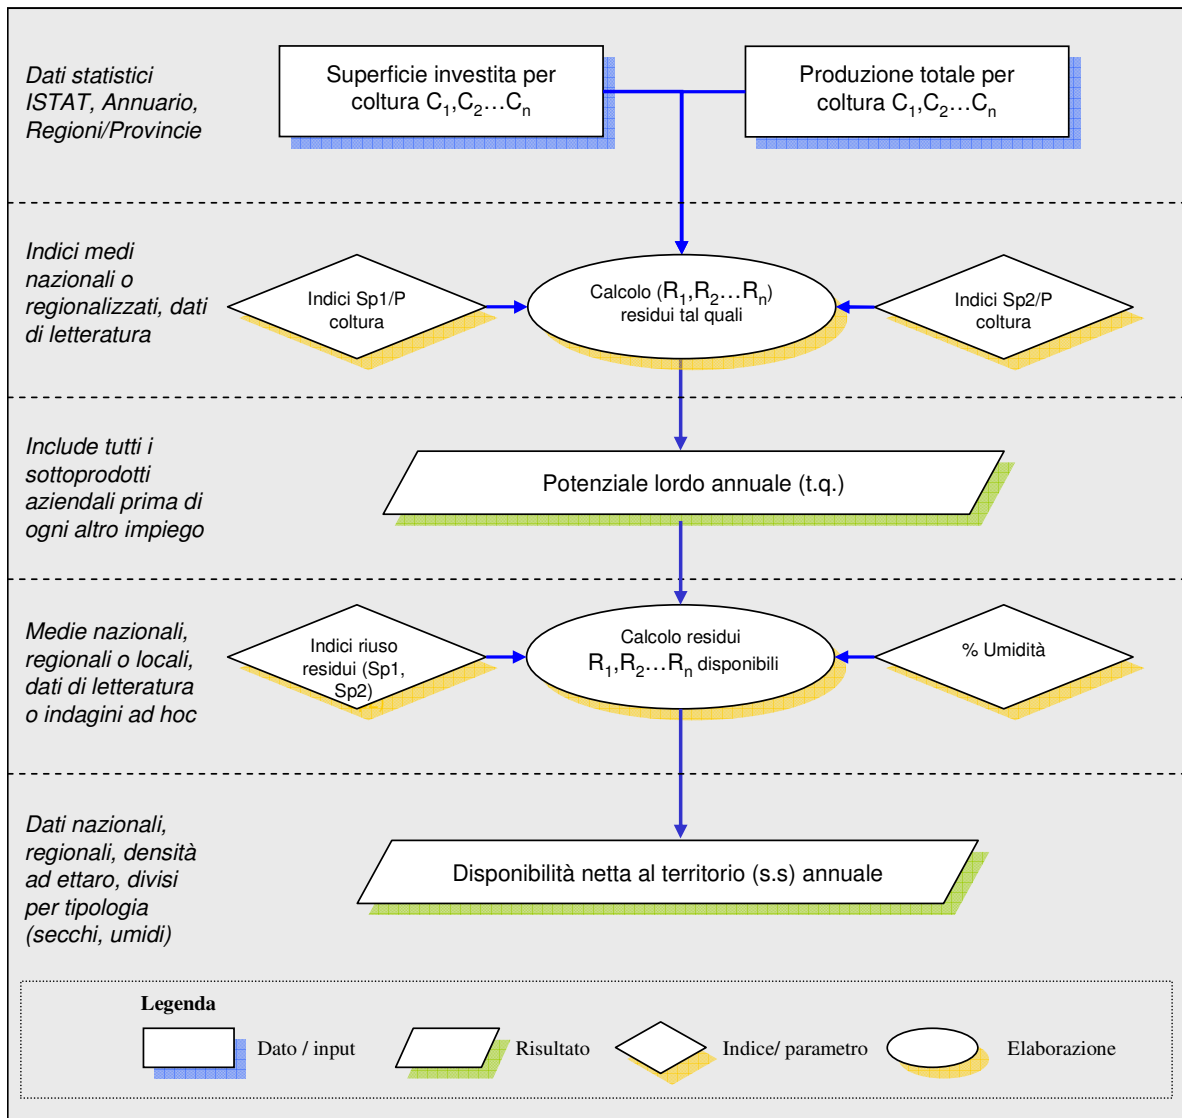 Dati statistici
ISTAT, Annuario,
Regioni/Provincie
Superficie investita per
coltura C₁,C₂…Cₙ
Produzione totale per
coltura C₁,C₂…Cₙ
Indici medi
nazionali o
regionalizzati, dati
di letteratura
Indici Sp1/P
coltura
Calcolo (R₁,R₂…Rₙ)
residui tal quali
Indici Sp2/P
coltura
Include tutti i
sottoprodotti
aziendali prima di
ogni altro impiego
Potenziale lordo annuale (t.q.)
Medie nazionali,
regionali o locali,
dati di letteratura
o indagini ad hoc
Indici riuso
residui (Sp1,
Sp2)
Calcolo residui
R₁,R₂…Rₙ disponibili
% Umidità
Dati nazionali,
regionali, densità
ad ettaro, divisi
per tipologia
(secchi, umidi)
Disponibilità netta al territorio (s.s) annuale
Legenda
Dato / input
Risultato
Indice/ parametro
Elaborazione